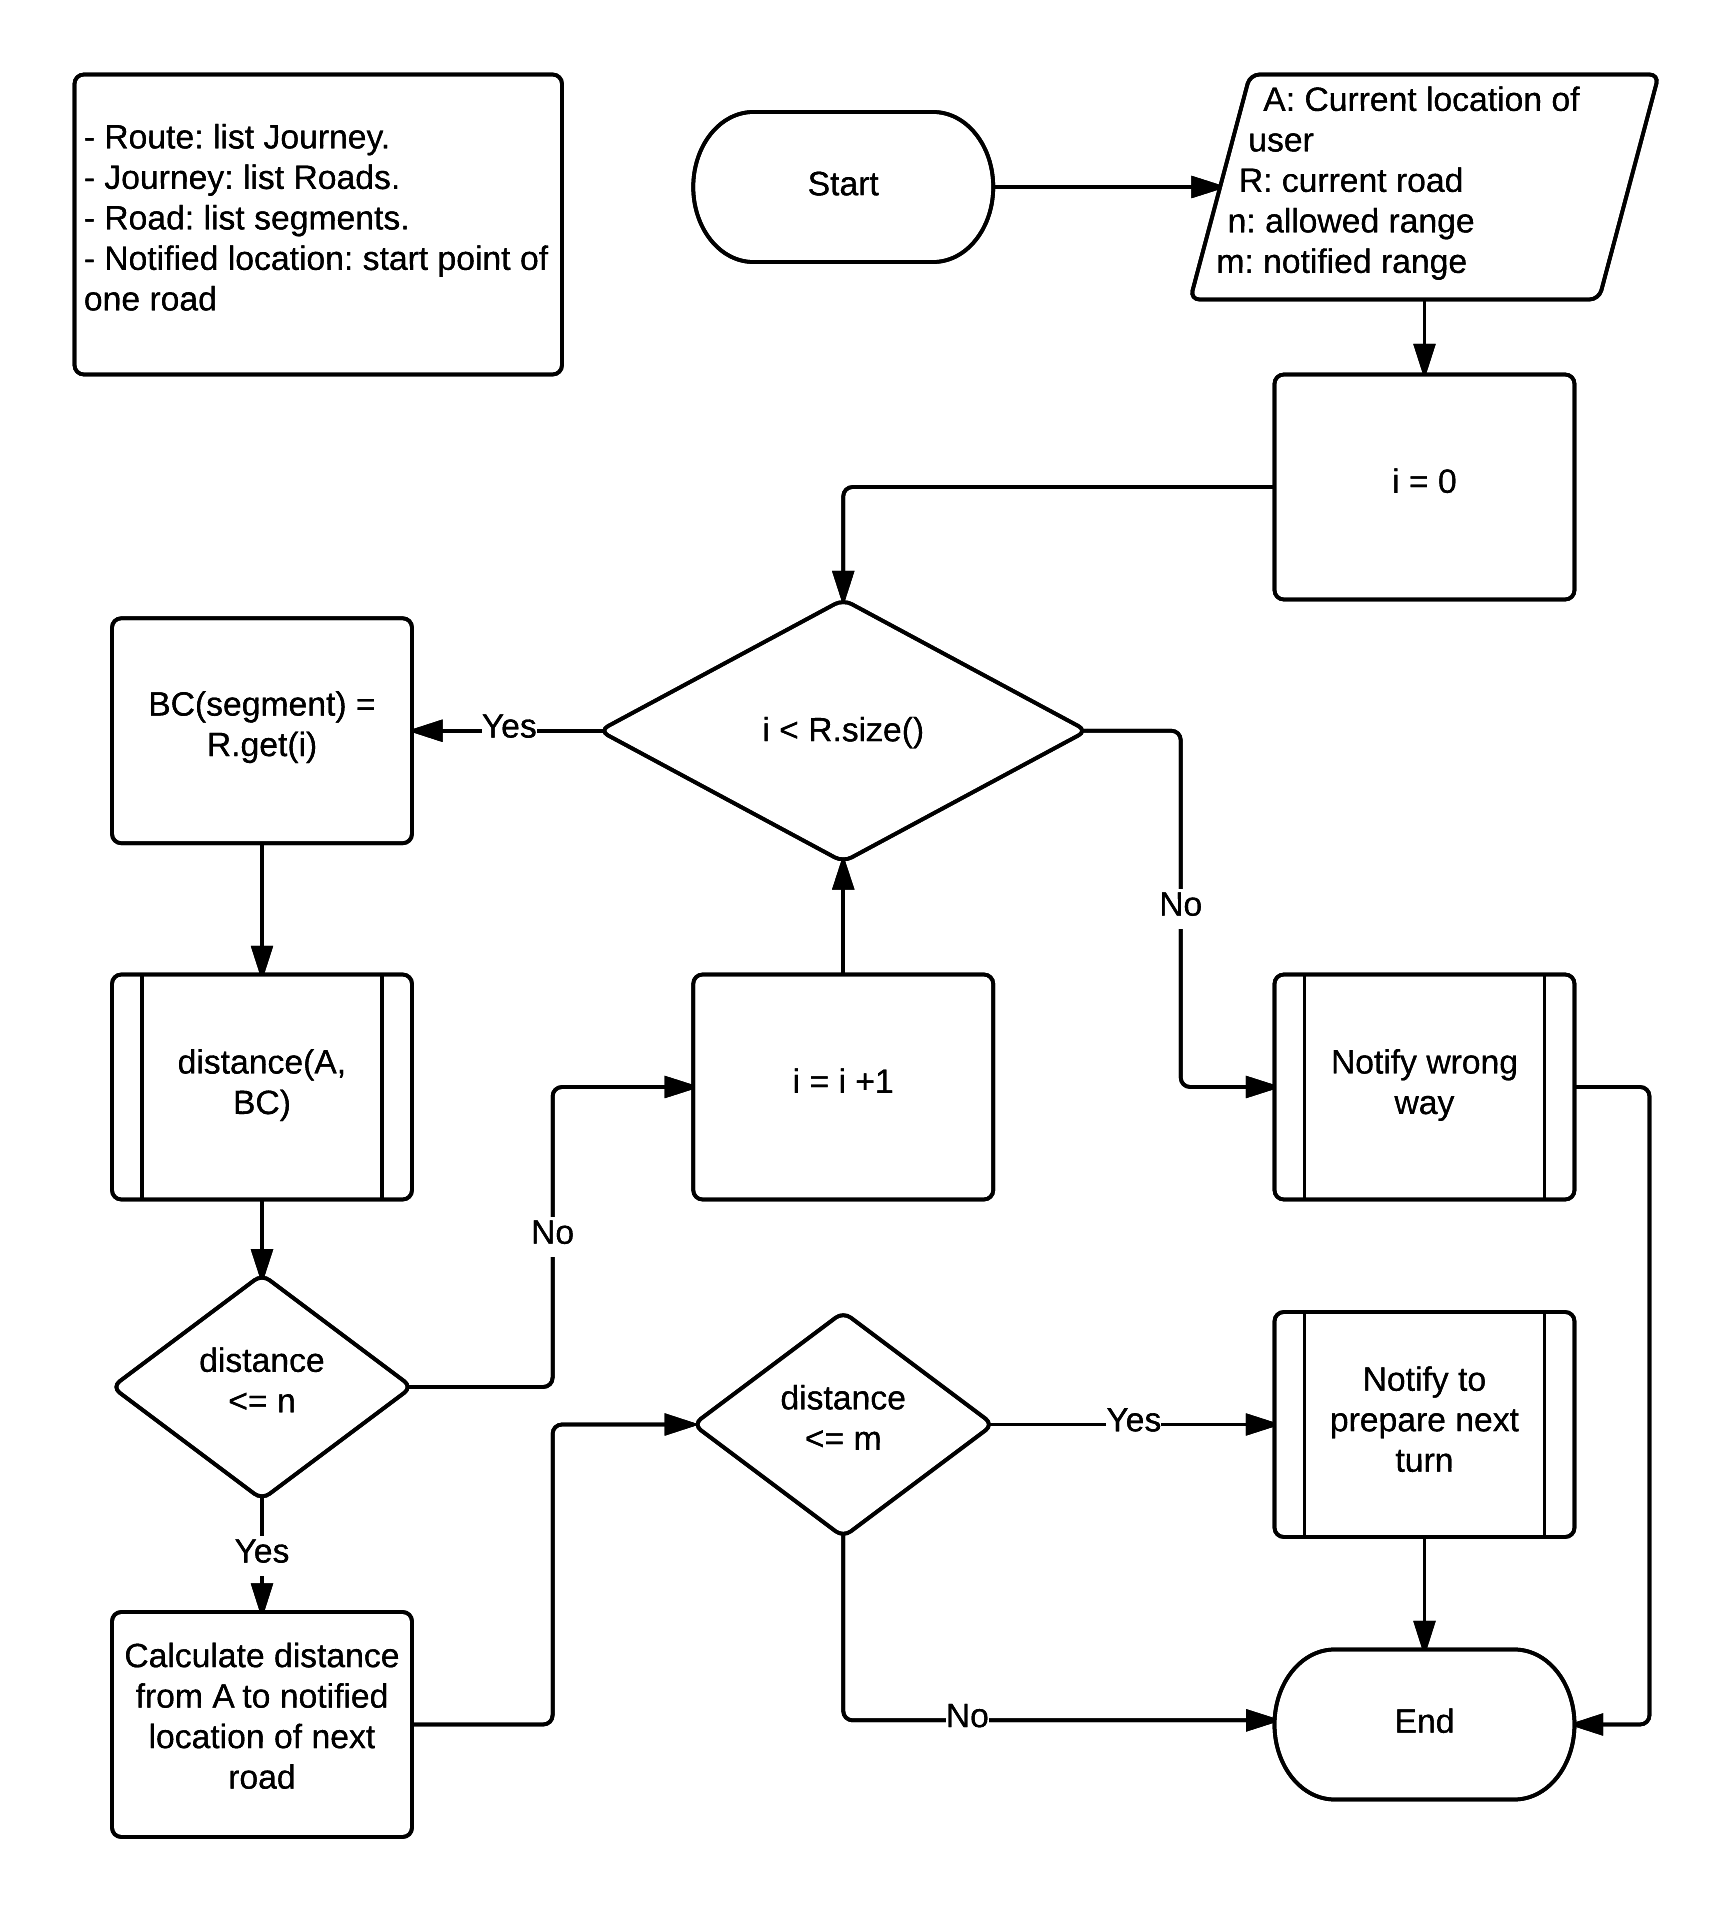 - Route: list Journey.
- Journey: list Roads.
- Road: list segments.
- Notified location: start point of
one road
Start
A: Current location of
user
R: current road
n: allowed range
m: notified range
i = 0
i < R.size()
Yes
BC(segment) =
R.get(i)
No
distance(A,
BC)
i = i +1
Notify wrong
way
No
distance
<= n
distance
<= m
Yes
Notify to
prepare next
turn
Yes
Calculate distance
from A to notified
location of next
road
No
End